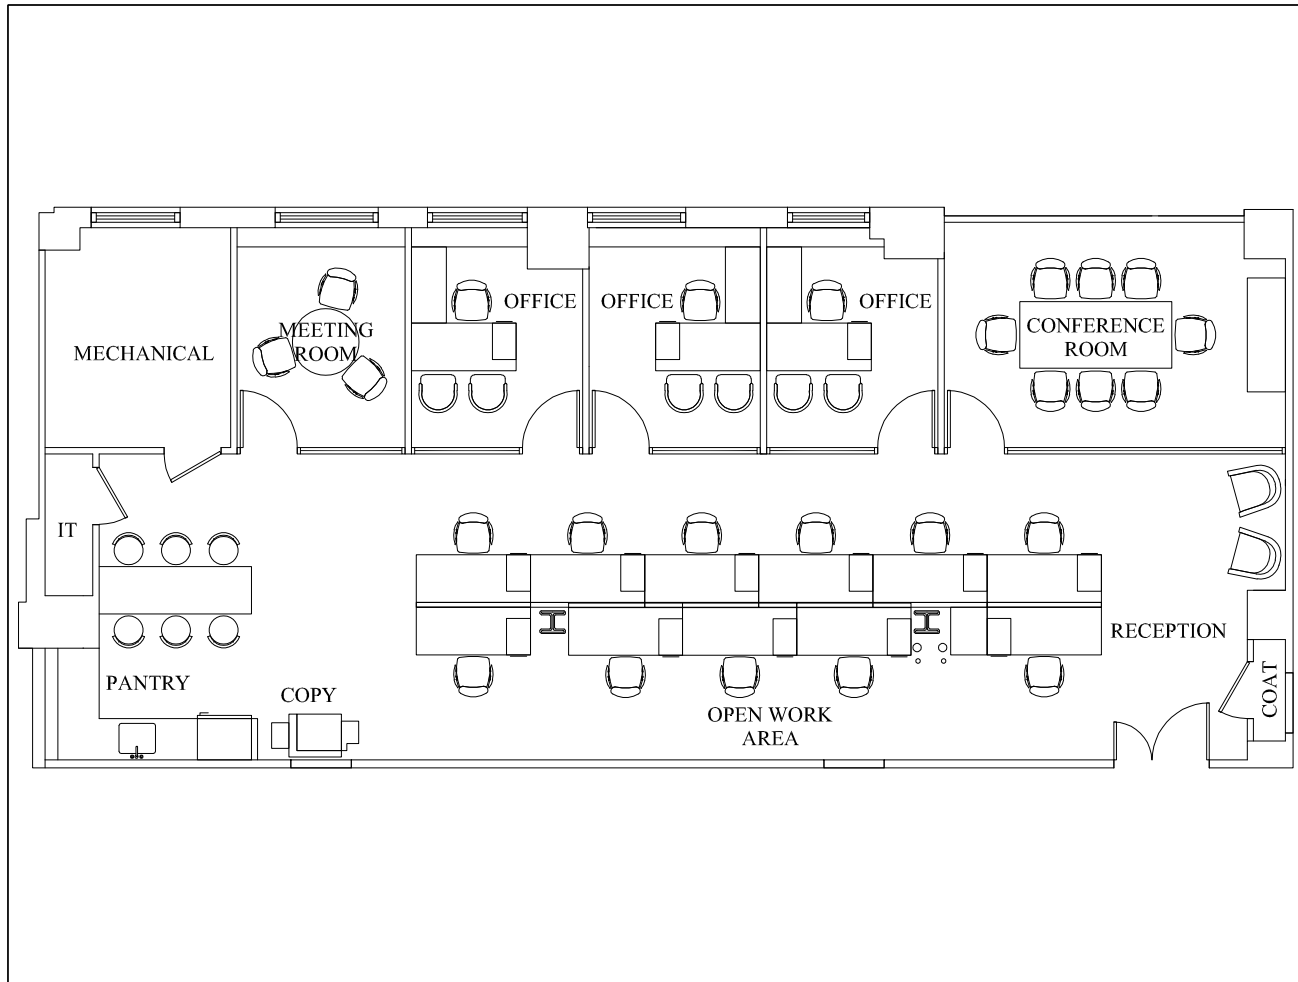 OFFICE
OFFICE
OFFICE
MECHANICAL
MEETING
ROOM
CONFERENCE
ROOM
IT
PANTRY
COPY
OPEN WORK
AREA
RECEPTION
COAT